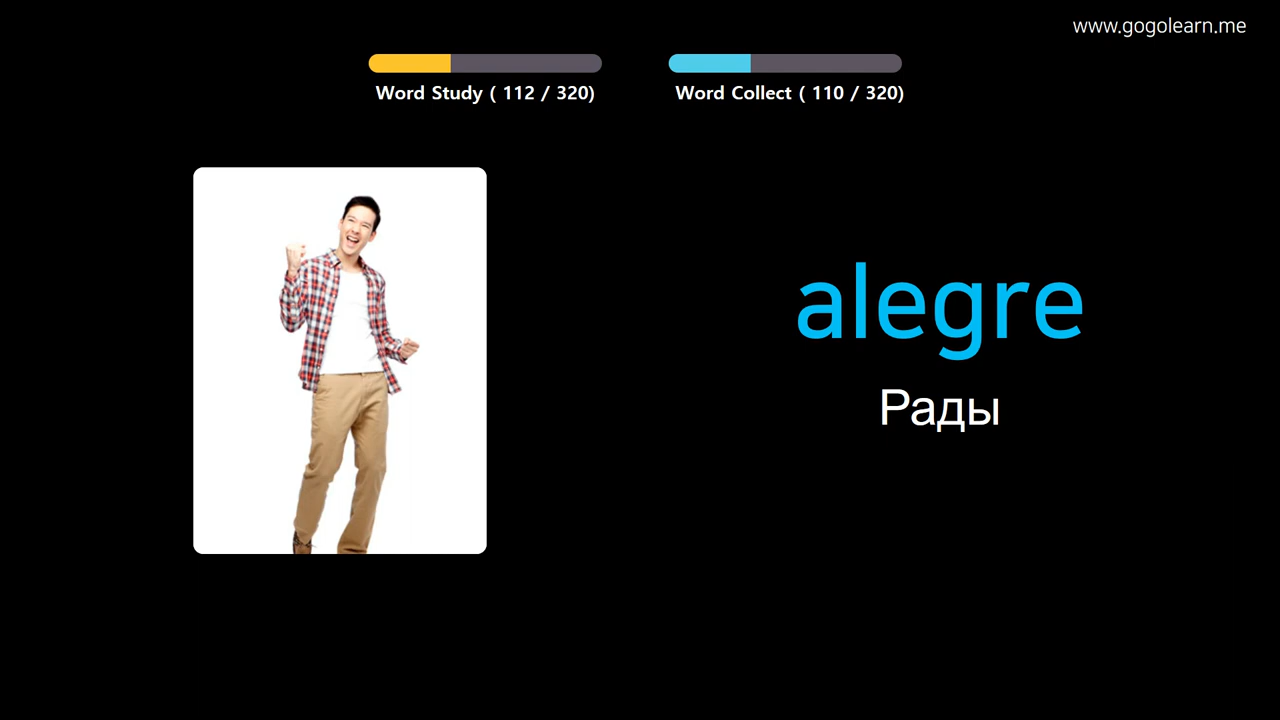 www.gogolearn.me
Word Study ( 112 / 320)
Word Collect ( 110 / 320)
alegre
Рады